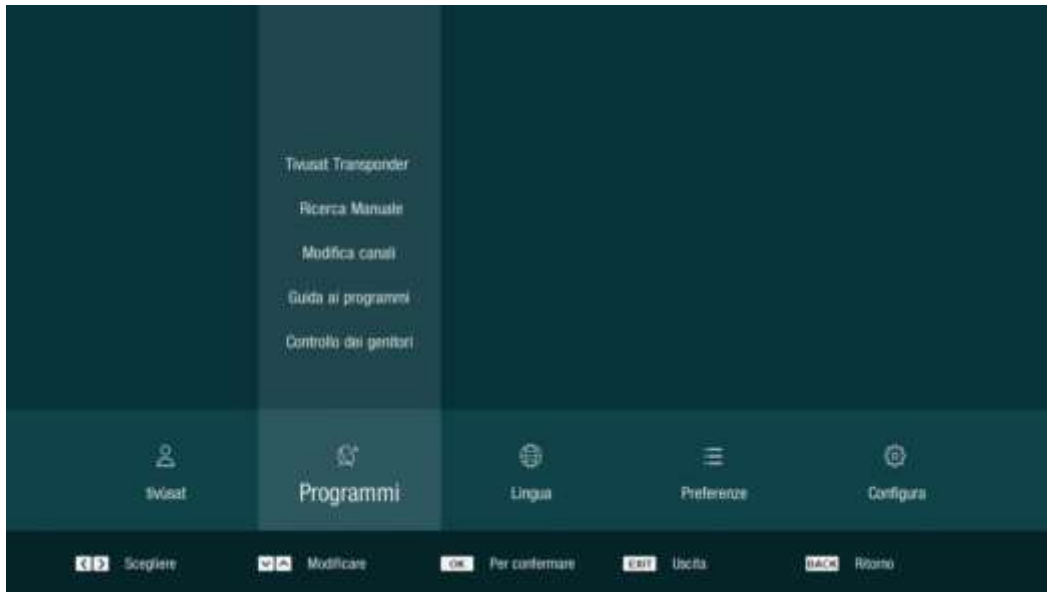 Tivusat Transponder
Ricerca Manuale
Modifica canali
Guida ai programmi
Controllo dei genitori
tivùsat
Programmi
Lingua
Preferenze
Configura
Scegliere
Modificare
OK Per confermare
EXIT Uscita
BACK Ritorno